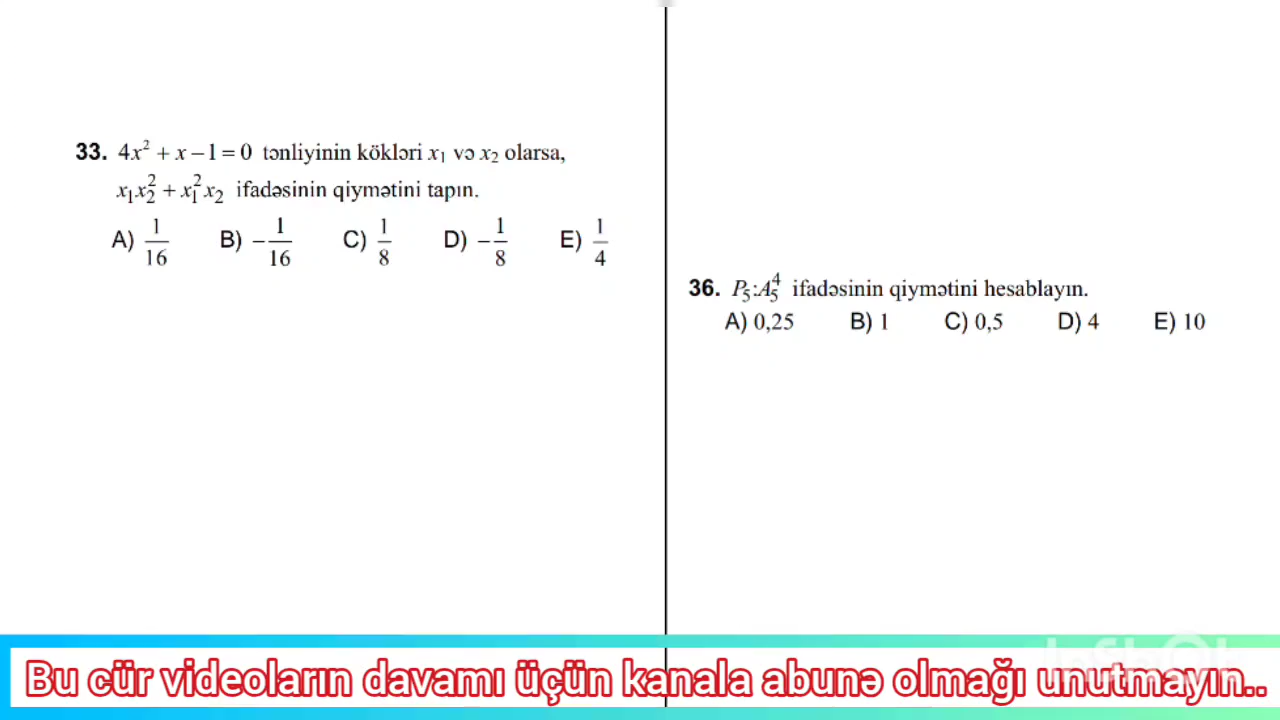 33. 4x² + x − 1 = 0 tənliyinin kökləri x₁ və x₂ olarsa,
x₁x₂² + x₁²x₂ ifadəsinin qiymətini tapın.
A) 1/16 B) −1/16 C) 1/8 D) −1/8 E) 1/4
36. P₅:A₅⁴ ifadəsinin qiymətini hesablayın.
A) 0,25 B) 1 C) 0,5 D) 4 E) 10
Bu cür videoların davamı üçün kanala abunə olmağı unutmayın..